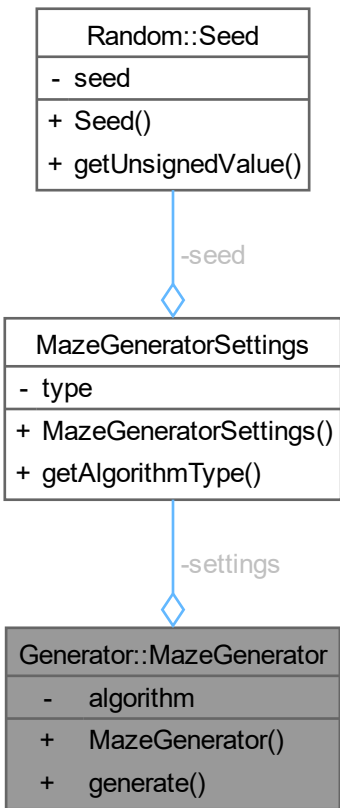 Random::Seed
- seed
+ Seed()
+ getUnsignedValue()
-seed
MazeGeneratorSettings
- type
+ MazeGeneratorSettings()
+ getAlgorithmType()
-settings
Generator::MazeGenerator
- algorithm
+ MazeGenerator()
+ generate()